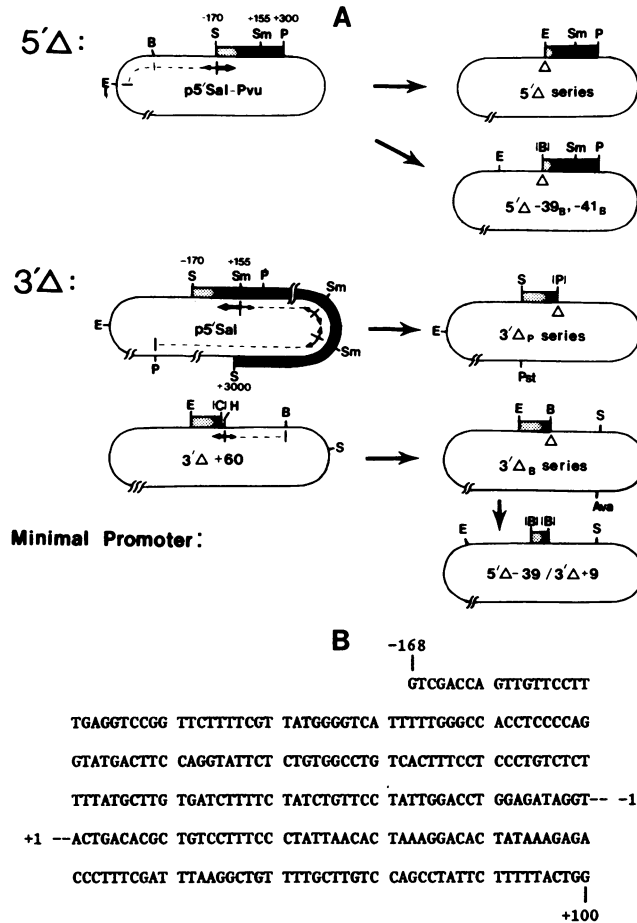 A
5'Δ:
-170 +155 +300
B S Sm P
E
p5'Sal-Pvu
E Sm P
Δ
5'Δ series
E |B| Sm P
Δ
5'Δ -39B, -41B
3'Δ:
-170 +155
S Sm P
Sm
E
p5'Sal
Sm
P
S
+3000
S |P|
Δ
E
3'ΔP series
Pst
E |C| H B
S
3'Δ +60
E B S
Δ
3'ΔB series
Ava
Minimal Promoter:
E |B| |B| S
5'Δ-39 / 3'Δ+9
B
-168
GTCGACCA GTTGTTCCTT
TGAGGTCCGG TTCTTTTCGT TATGGGGTCA TTTTTGGGCC ACCTCCCCAG
GTATGACTTC CAGGTATTCT CTGTGGCCTG TCACTTTCCT CCCTGTCTCT
TTTATGCTTG TGATCTTTTC TATCTGTTCC TATTGGACCT GGAGATAGGT-- -1
+1 --ACTGACACGC TGTCCTTTCC CTATTAACAC TAAAGGACAC TATAAAGAGA
CCCTTTCGAT TTAAGGCTGT TTTGCTTGTC CAGCCTATTC TTTTTACTGG
+100